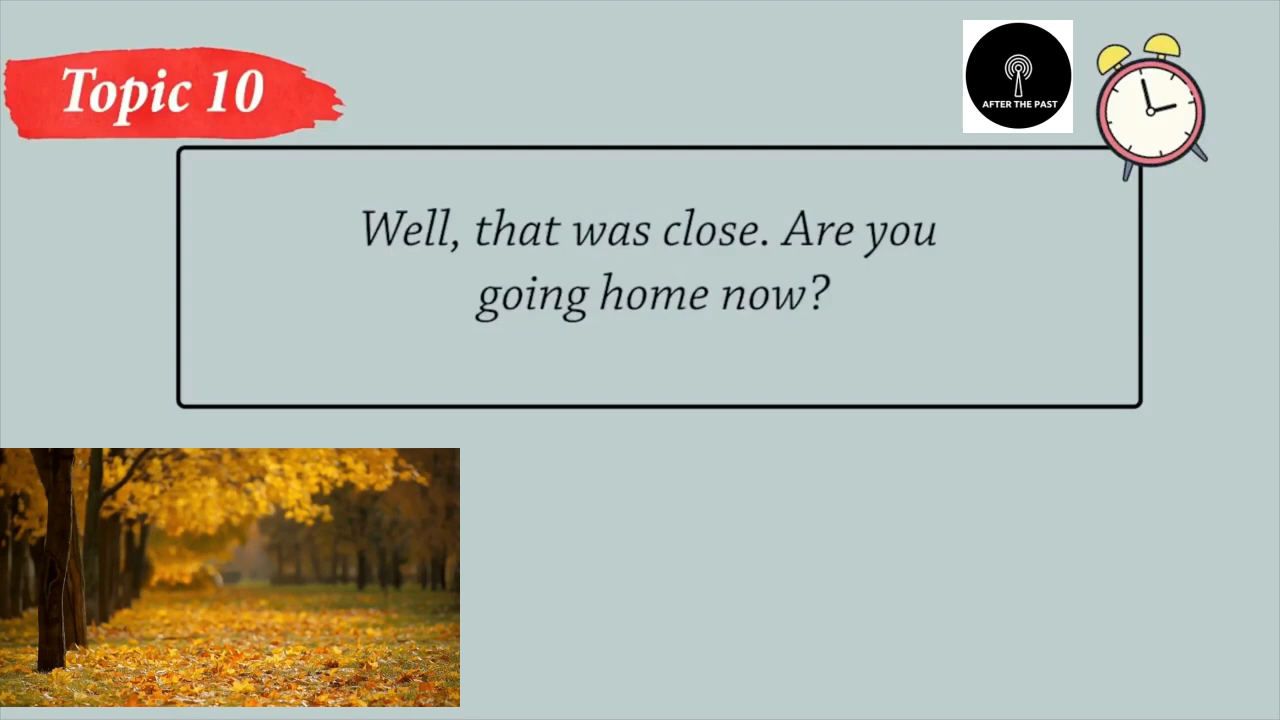 Topic 10
AFTER THE PAST
Well, that was close. Are you
going home now?